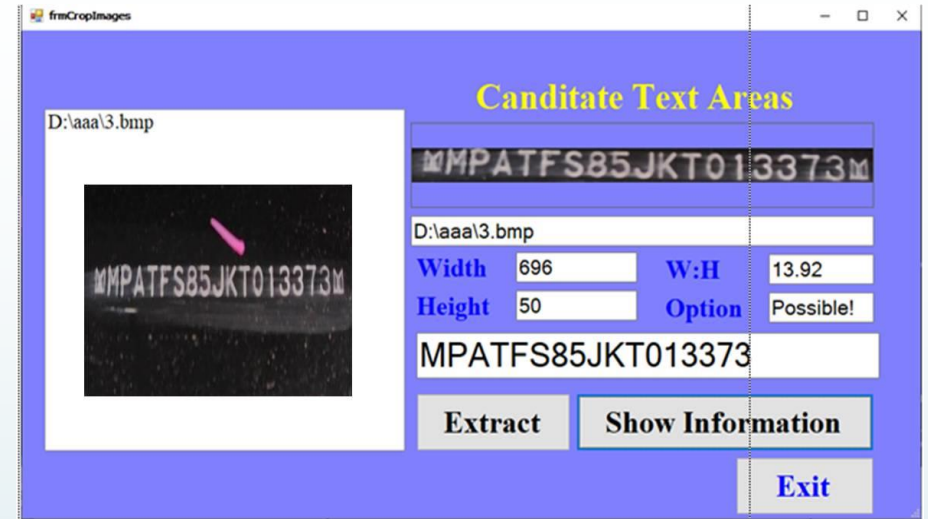 frmCropImages
Canditate Text Areas
D:\aaa\3.bmp
MPATFS85JKT013373
D:\aaa\3.bmp
MPATFS85JKT013373
Width 696 W:H 13.92
Height 50 Option Possible!
MPATFS85JKT013373
Extract Show Information
Exit